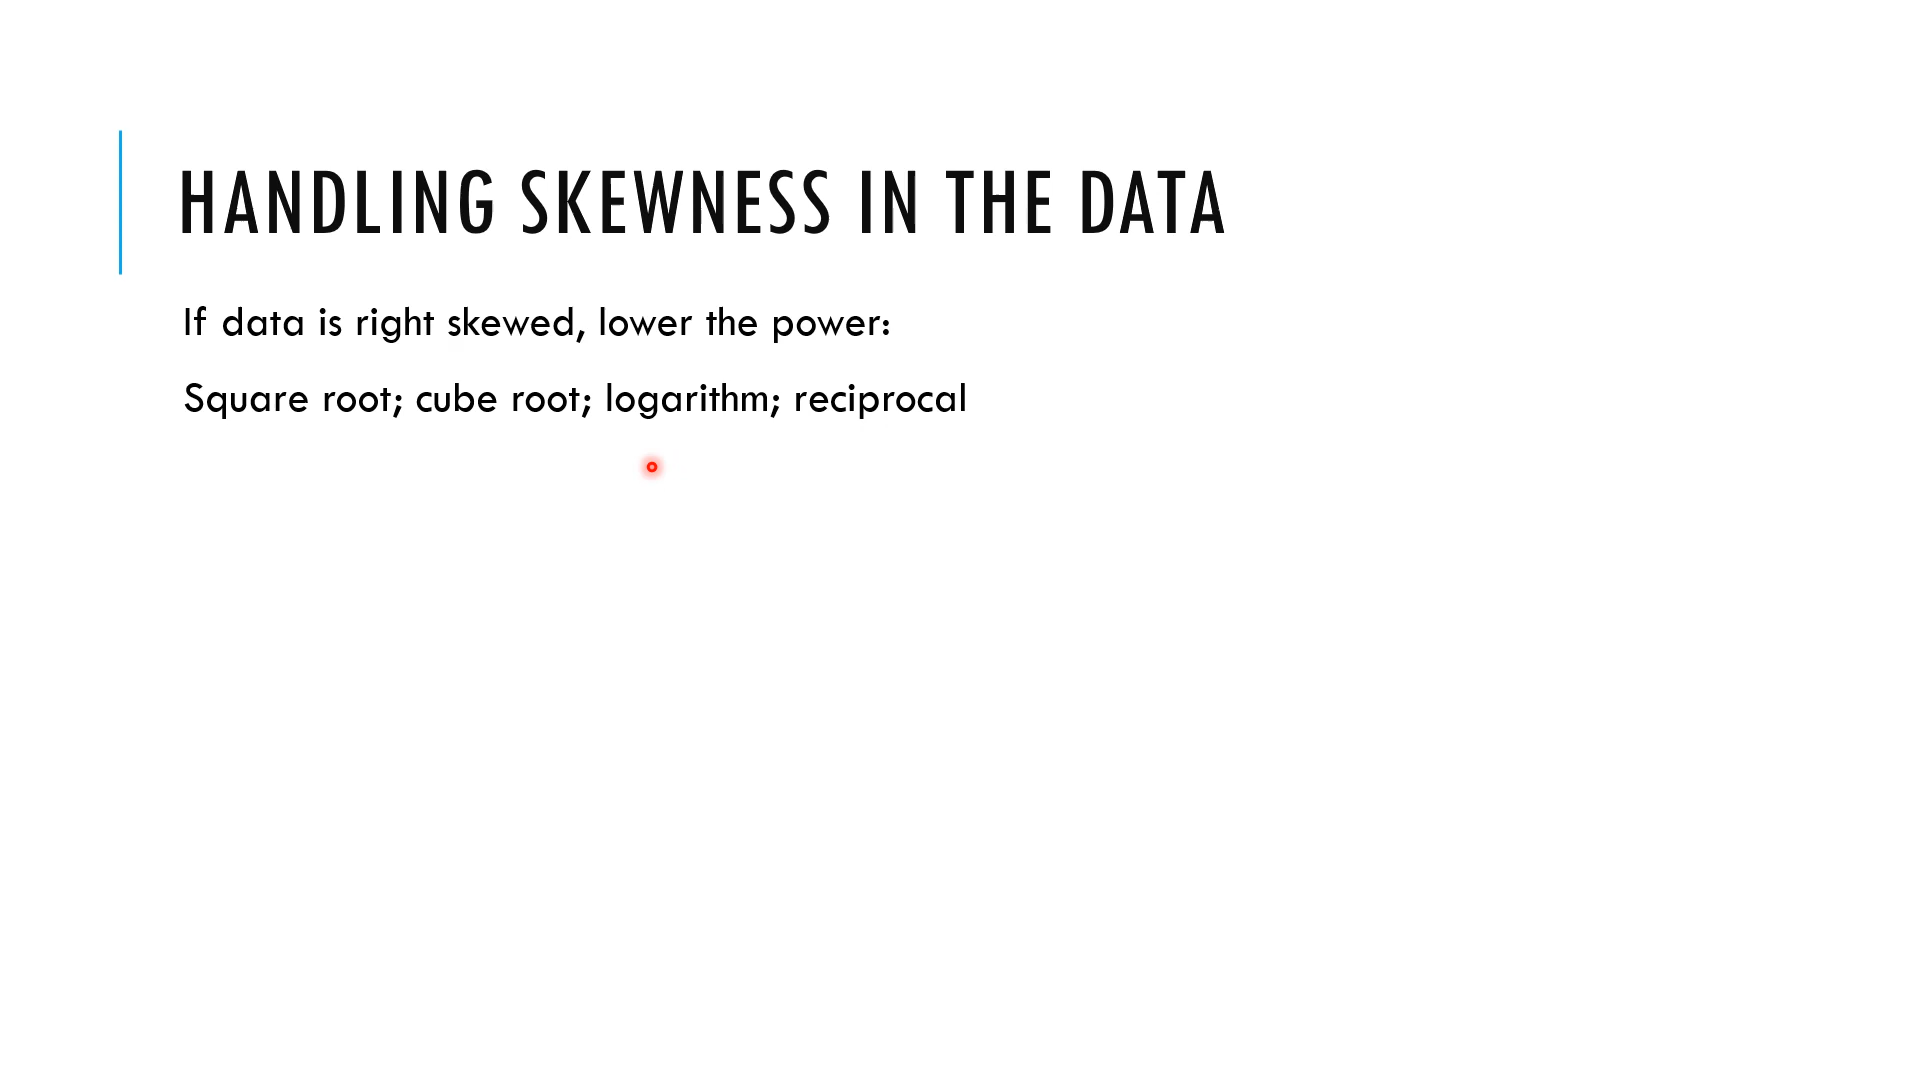 HANDLING SKEWNESS IN THE DATA
If data is right skewed, lower the power:
Square root; cube root; logarithm; reciprocal